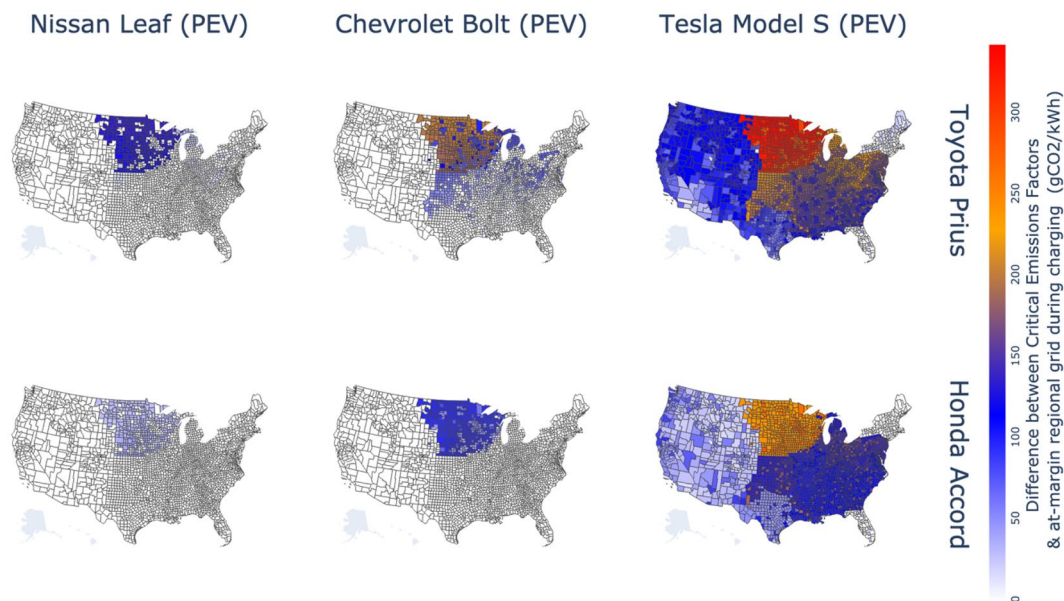 Nissan Leaf (PEV)
Chevrolet Bolt (PEV)
Tesla Model S (PEV)
Toyota Prius
Honda Accord
300
250
200
150
100
50
0
Difference between Critical Emissions Factors
& at-margin regional grid during charging (gCO2/kWh)